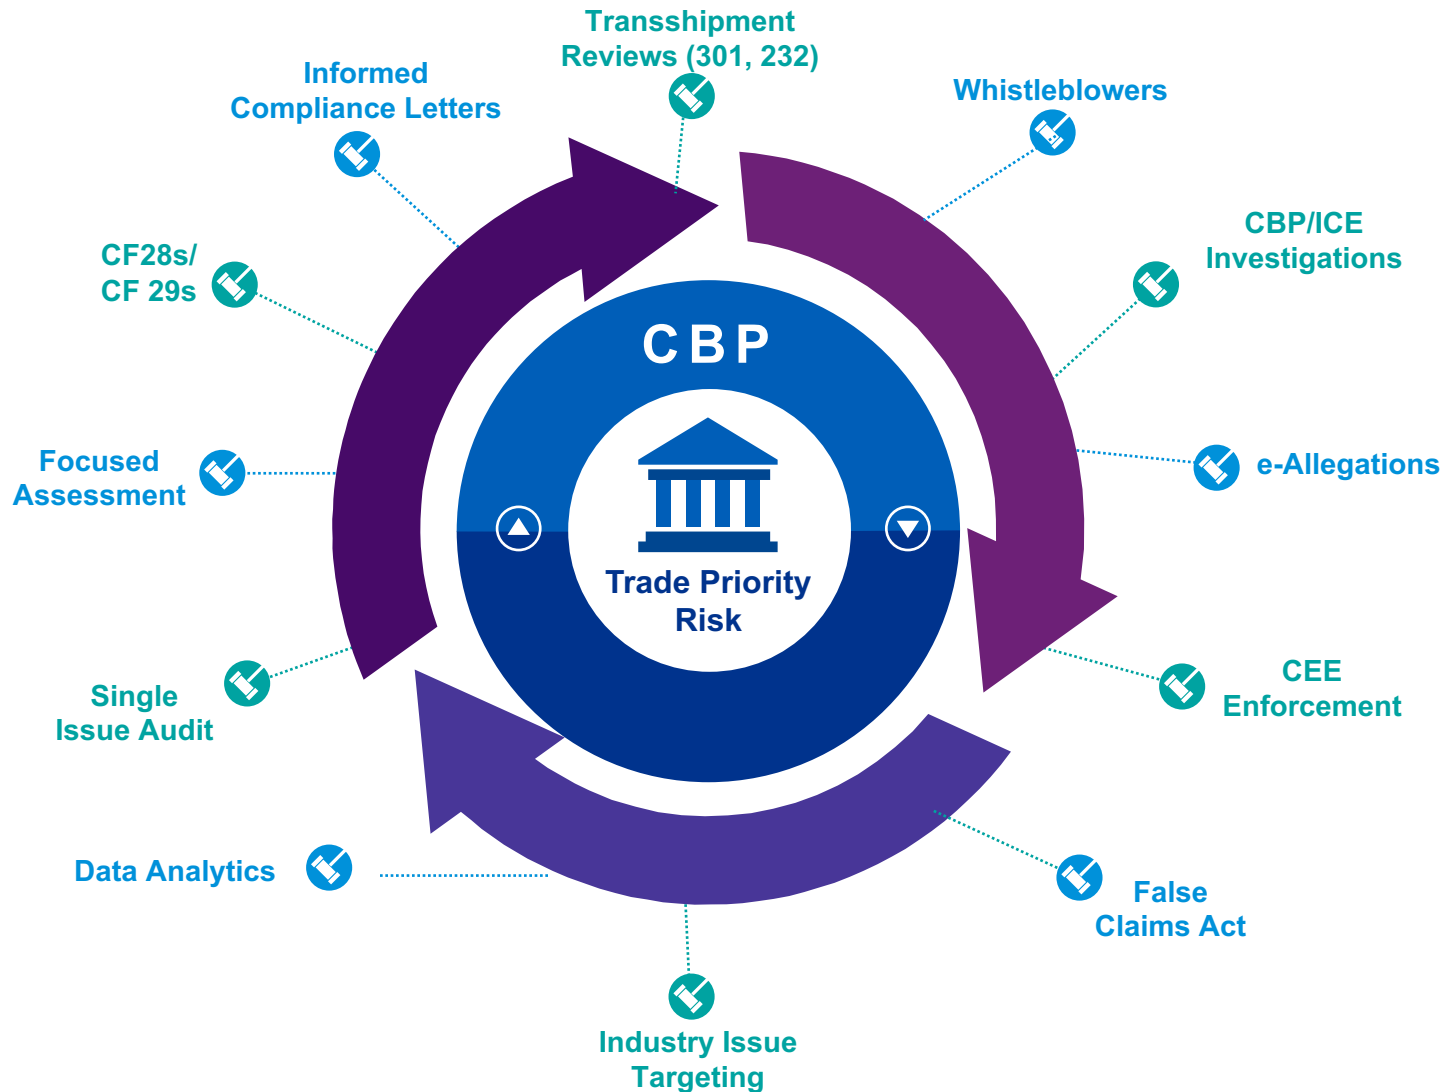 Transshipment
Reviews (301, 232)
Informed
Compliance Letters
Whistleblowers
CF28s/
CF 29s
CBP/ICE
Investigations
CBP
Focused
Assessment
e-Allegations
Trade Priority
Risk
Single
Issue Audit
CEE
Enforcement
Data Analytics
False
Claims Act
Industry Issue
Targeting